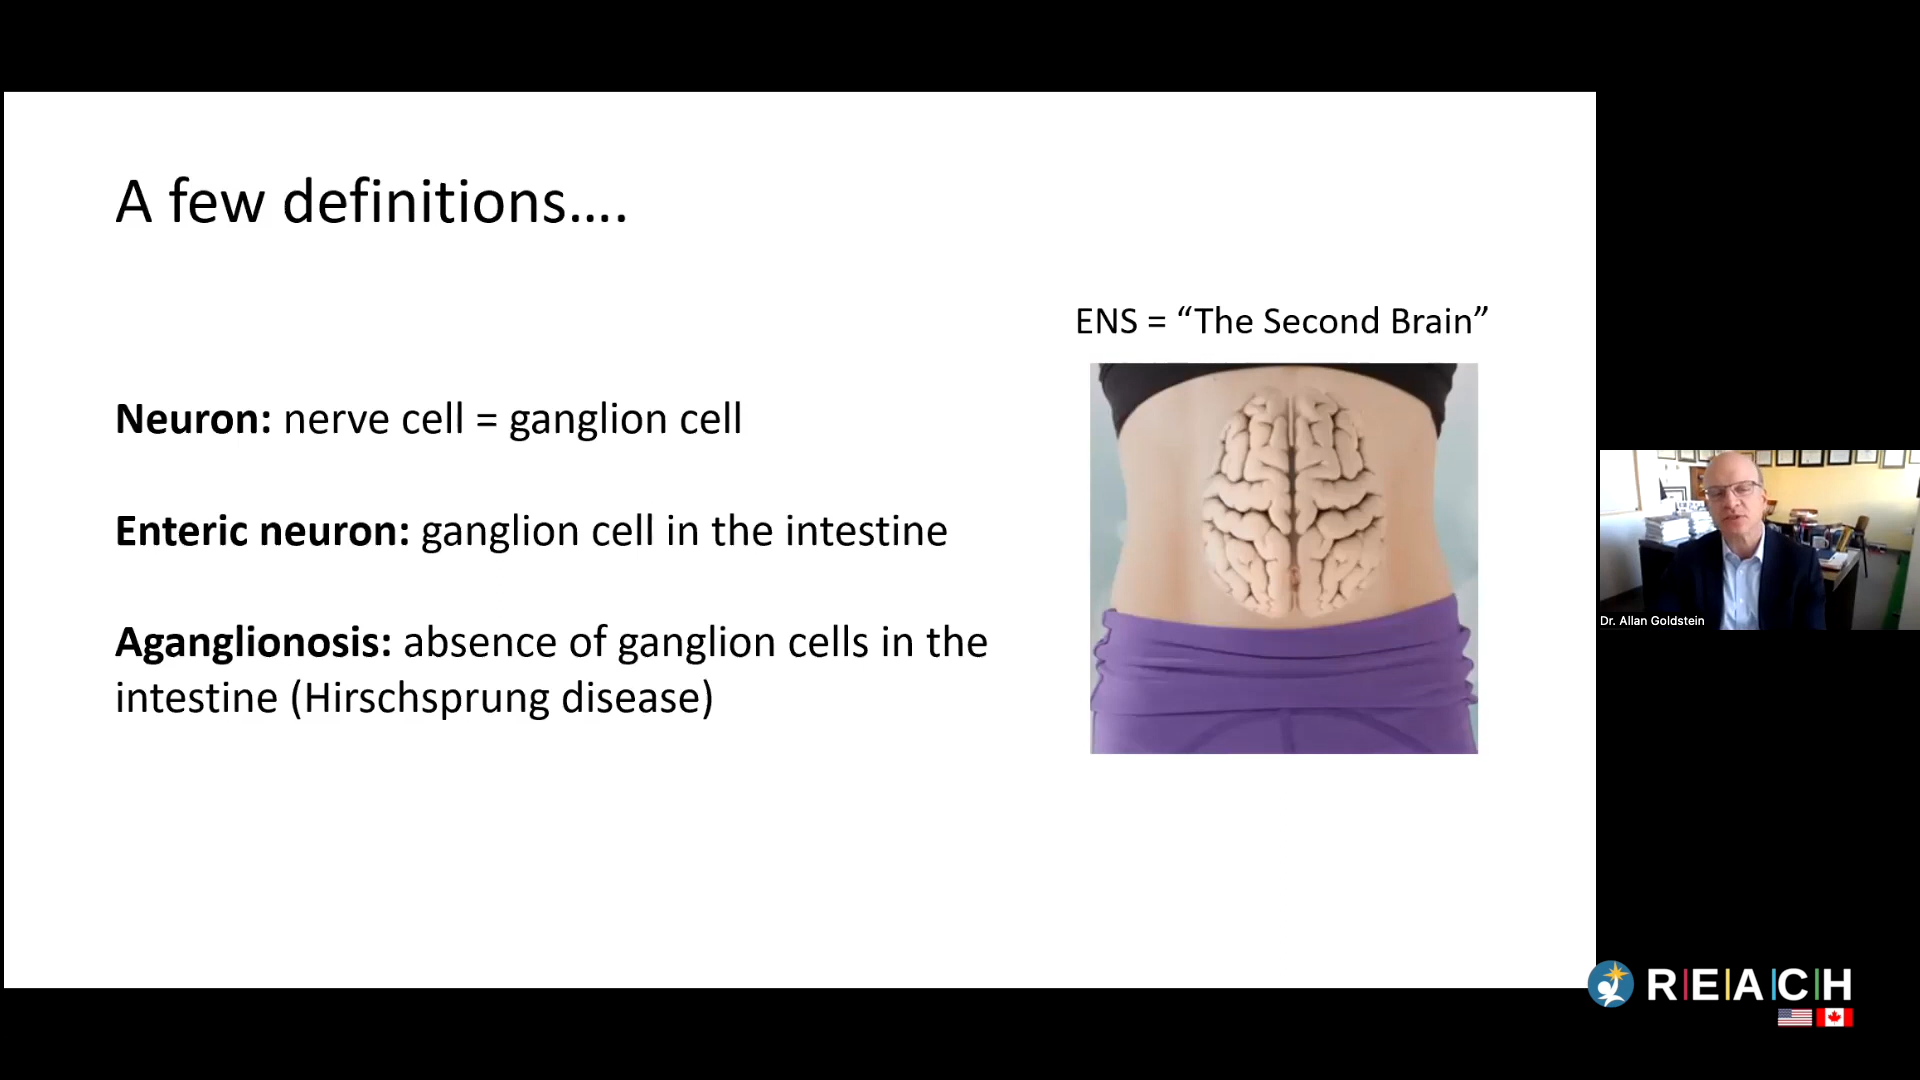 A few definitions….
ENS = “The Second Brain”
Neuron: nerve cell = ganglion cell
Enteric neuron: ganglion cell in the intestine
Aganglionosis: absence of ganglion cells in the
intestine (Hirschsprung disease)
Dr. Allan Goldstein
R|E|A|C|H